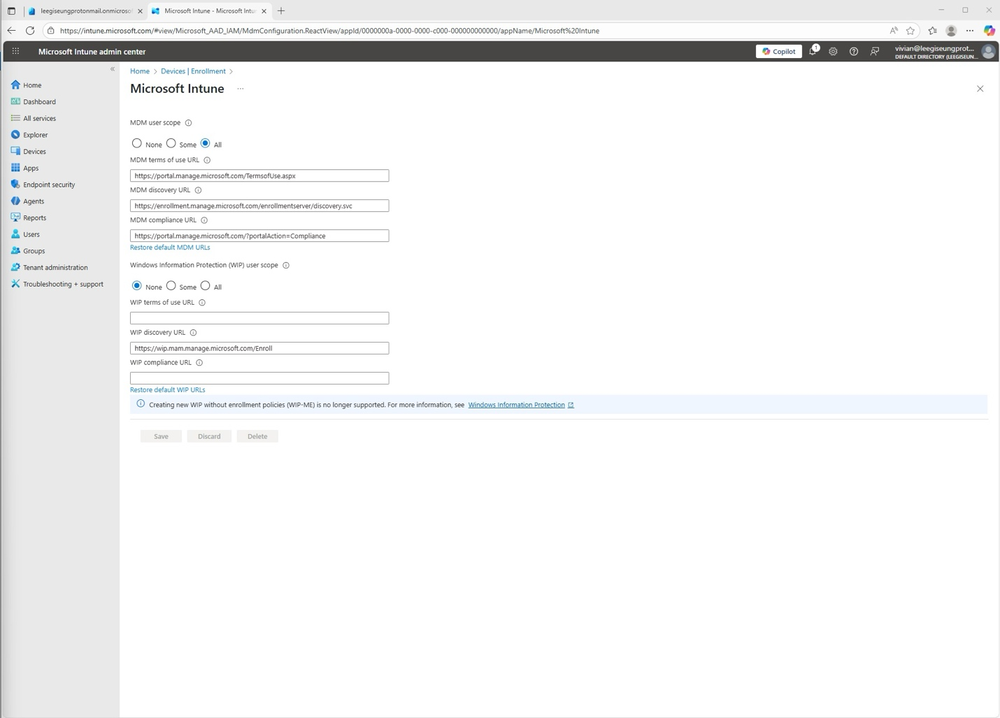 leegiseungprotonmail.onmicrosof
Microsoft Intune - Microsoft Intun
https://intune.microsoft.com/#view/Microsoft_AAD_IAM/MdmConfiguration.ReactView/appId/0000000a-0000-0000-c000-000000000000/appName/Microsoft%20Intune
Microsoft Intune admin center
Copilot
1
vivian@leegiseungprot...
DEFAULT DIRECTORY (LEEGISEUN...
Home
Dashboard
All services
Explorer
Devices
Apps
Endpoint security
Agents
Reports
Users
Groups
Tenant administration
Troubleshooting + support
Home > Devices | Enrollment >
Microsoft Intune ...
MDM user scope
None Some All
MDM terms of use URL
https://portal.manage.microsoft.com/TermsofUse.aspx
MDM discovery URL
https://enrollment.manage.microsoft.com/enrollmentserver/discovery.svc
MDM compliance URL
https://portal.manage.microsoft.com/?portalAction=Compliance
Restore default MDM URLs
Windows Information Protection (WIP) user scope
None Some All
WIP terms of use URL
WIP discovery URL
https://wip.mam.manage.microsoft.com/Enroll
WIP compliance URL
Restore default WIP URLs
Creating new WIP without enrollment policies (WIP-ME) is no longer supported. For more information, see Windows Information Protection
Save Discard Delete